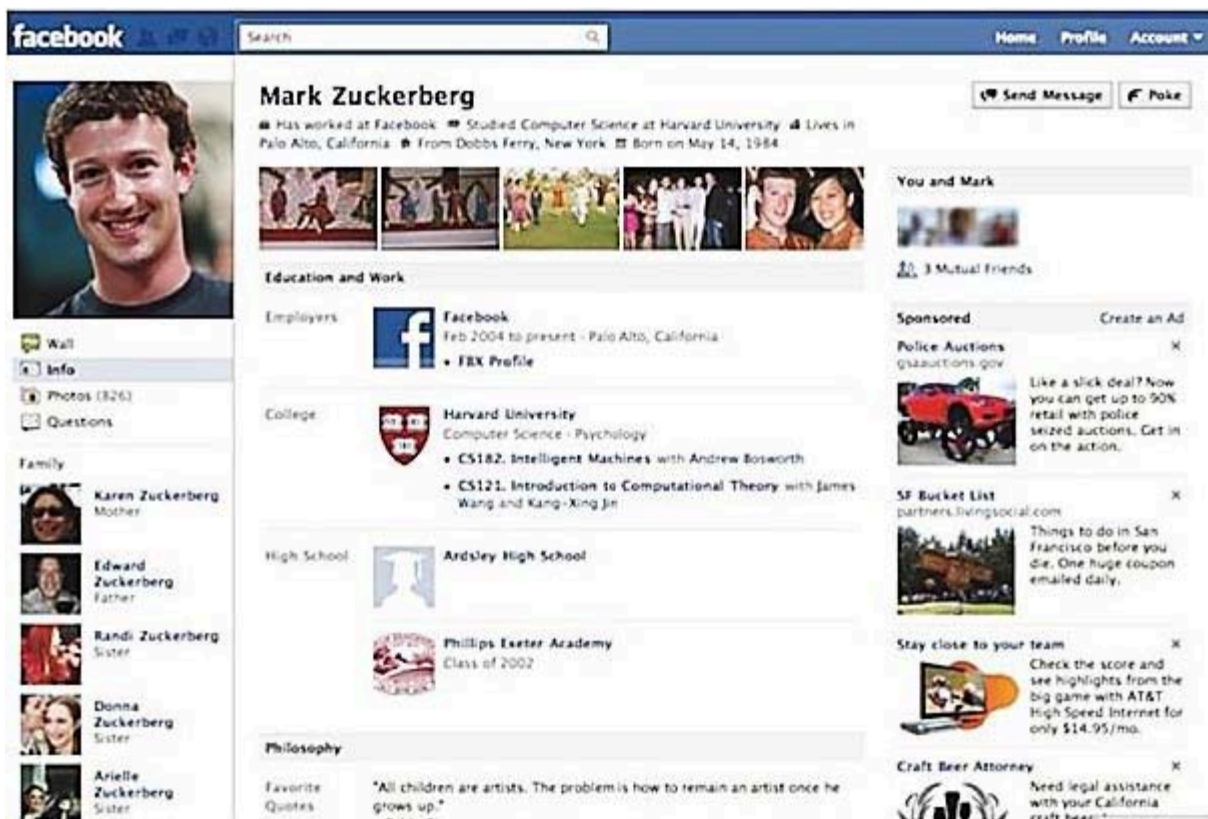 facebook
Search
Home Profile Account
Mark Zuckerberg
Send Message
Poke
Has worked at Facebook Studied Computer Science at Harvard University Lives in
Palo Alto, California From Dobbs Ferry, New York Born on May 14, 1984
Wall
Info
Photos (826)
Questions
Family
Karen Zuckerberg
Mother
Edward
Zuckerberg
Father
Randi Zuckerberg
Sister
Donna
Zuckerberg
Sister
Arielle
Zuckerberg
Sister
Education and Work
Employers
Facebook
Feb 2004 to present - Palo Alto, California
• FBX Profile
College
Harvard University
Computer Science - Psychology
• CS182. Intelligent Machines with Andrew Bosworth
• CS121. Introduction to Computational Theory with James
Wang and Kang-Xing Jin
High School
Ardsley High School
Phillips Exeter Academy
Class of 2002
Philosophy
Favorite
Quotes
"All children are artists. The problem is how to remain an artist once he
grows up."
You and Mark
3 Mutual Friends
Sponsored Create an Ad
Police Auctions
gsaauctions.gov
Like a slick deal? Now
you can get up to 90%
retail with police
seized auctions. Get in
on the action.
SF Bucket List
partners.livingsocial.com
Things to do in San
Francisco before you
die. One huge coupon
emailed daily.
Stay close to your team
Check the score and
see highlights from the
big game with AT&T
High Speed Internet for
only $14.95/mo.
Craft Beer Attorney
Need legal assistance
with your California
craft beer